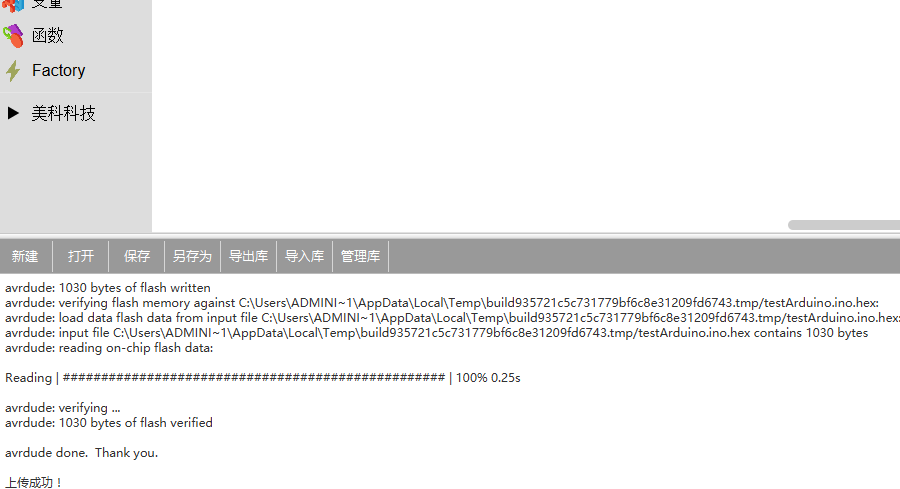 变量
函数
Factory
美科科技
新建 打开 保存 另存为 导出库 导入库 管理库
avrdude: 1030 bytes of flash written
avrdude: verifying flash memory against C:\Users\ADMINI~1\AppData\Local\Temp\build935721c5c731779bf6c8e31209fd6743.tmp/testArduino.ino.hex:
avrdude: load data flash data from input file C:\Users\ADMINI~1\AppData\Local\Temp\build935721c5c731779bf6c8e31209fd6743.tmp/testArduino.ino.hex:
avrdude: input file C:\Users\ADMINI~1\AppData\Local\Temp\build935721c5c731779bf6c8e31209fd6743.tmp/testArduino.ino.hex contains 1030 bytes
avrdude: reading on-chip flash data:
Reading | ################################################## | 100% 0.25s
avrdude: verifying ...
avrdude: 1030 bytes of flash verified
avrdude done.  Thank you.
上传成功！